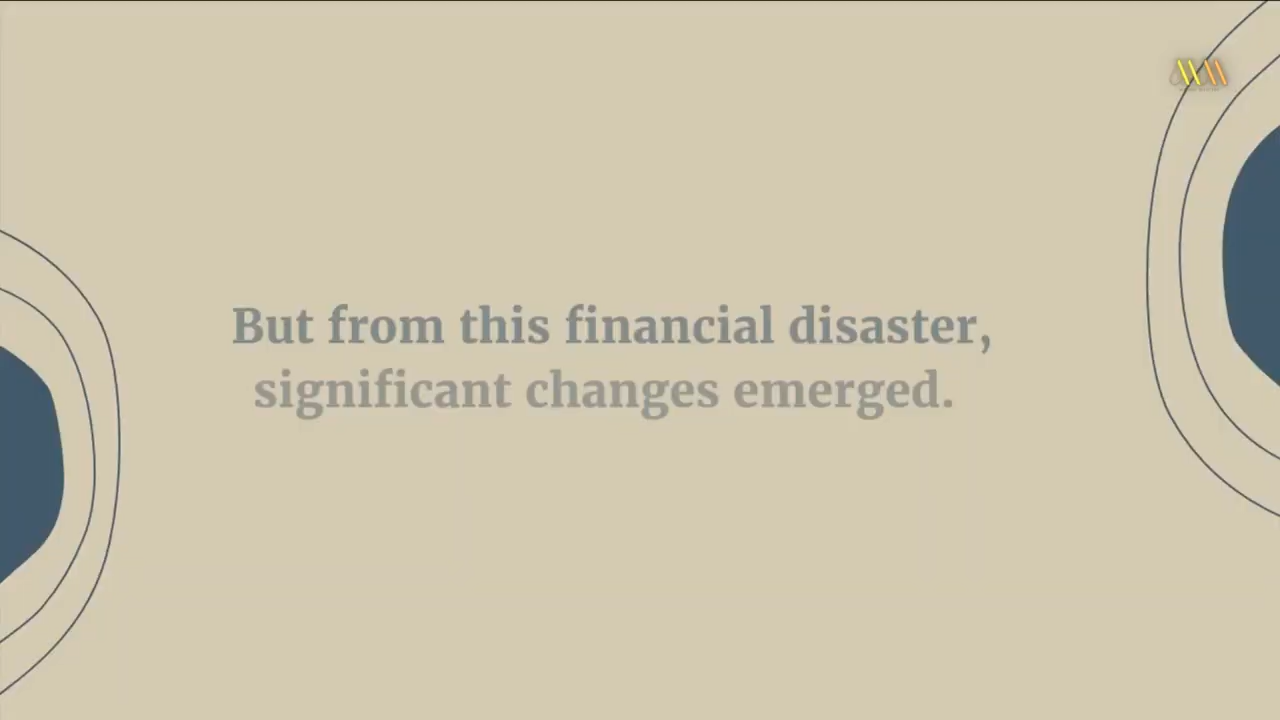 But from this financial disaster,
significant changes emerged.